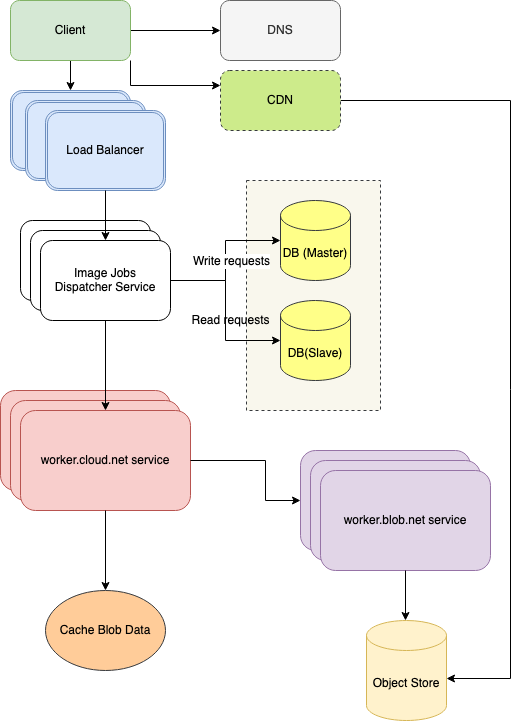 Client
DNS
CDN
Load Balancer
Image Jobs
Dispatcher Service
Write requests
DB (Master)
Read requests
DB(Slave)
worker.cloud.net service
worker.blob.net service
Cache Blob Data
Object Store